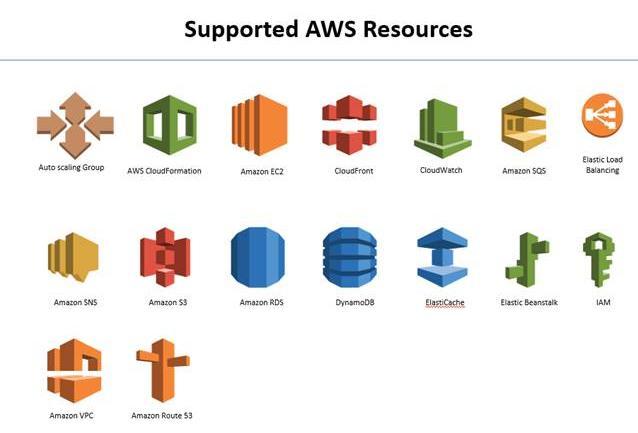 Supported AWS Resources
Auto scaling Group
AWS CloudFormation
Amazon EC2
CloudFront
CloudWatch
Amazon SQS
Elastic Load
Balancing
Amazon SNS
Amazon S3
Amazon RDS
DynamoDB
ElastiCache
Elastic Beanstalk
IAM
Amazon VPC
Amazon Route 53